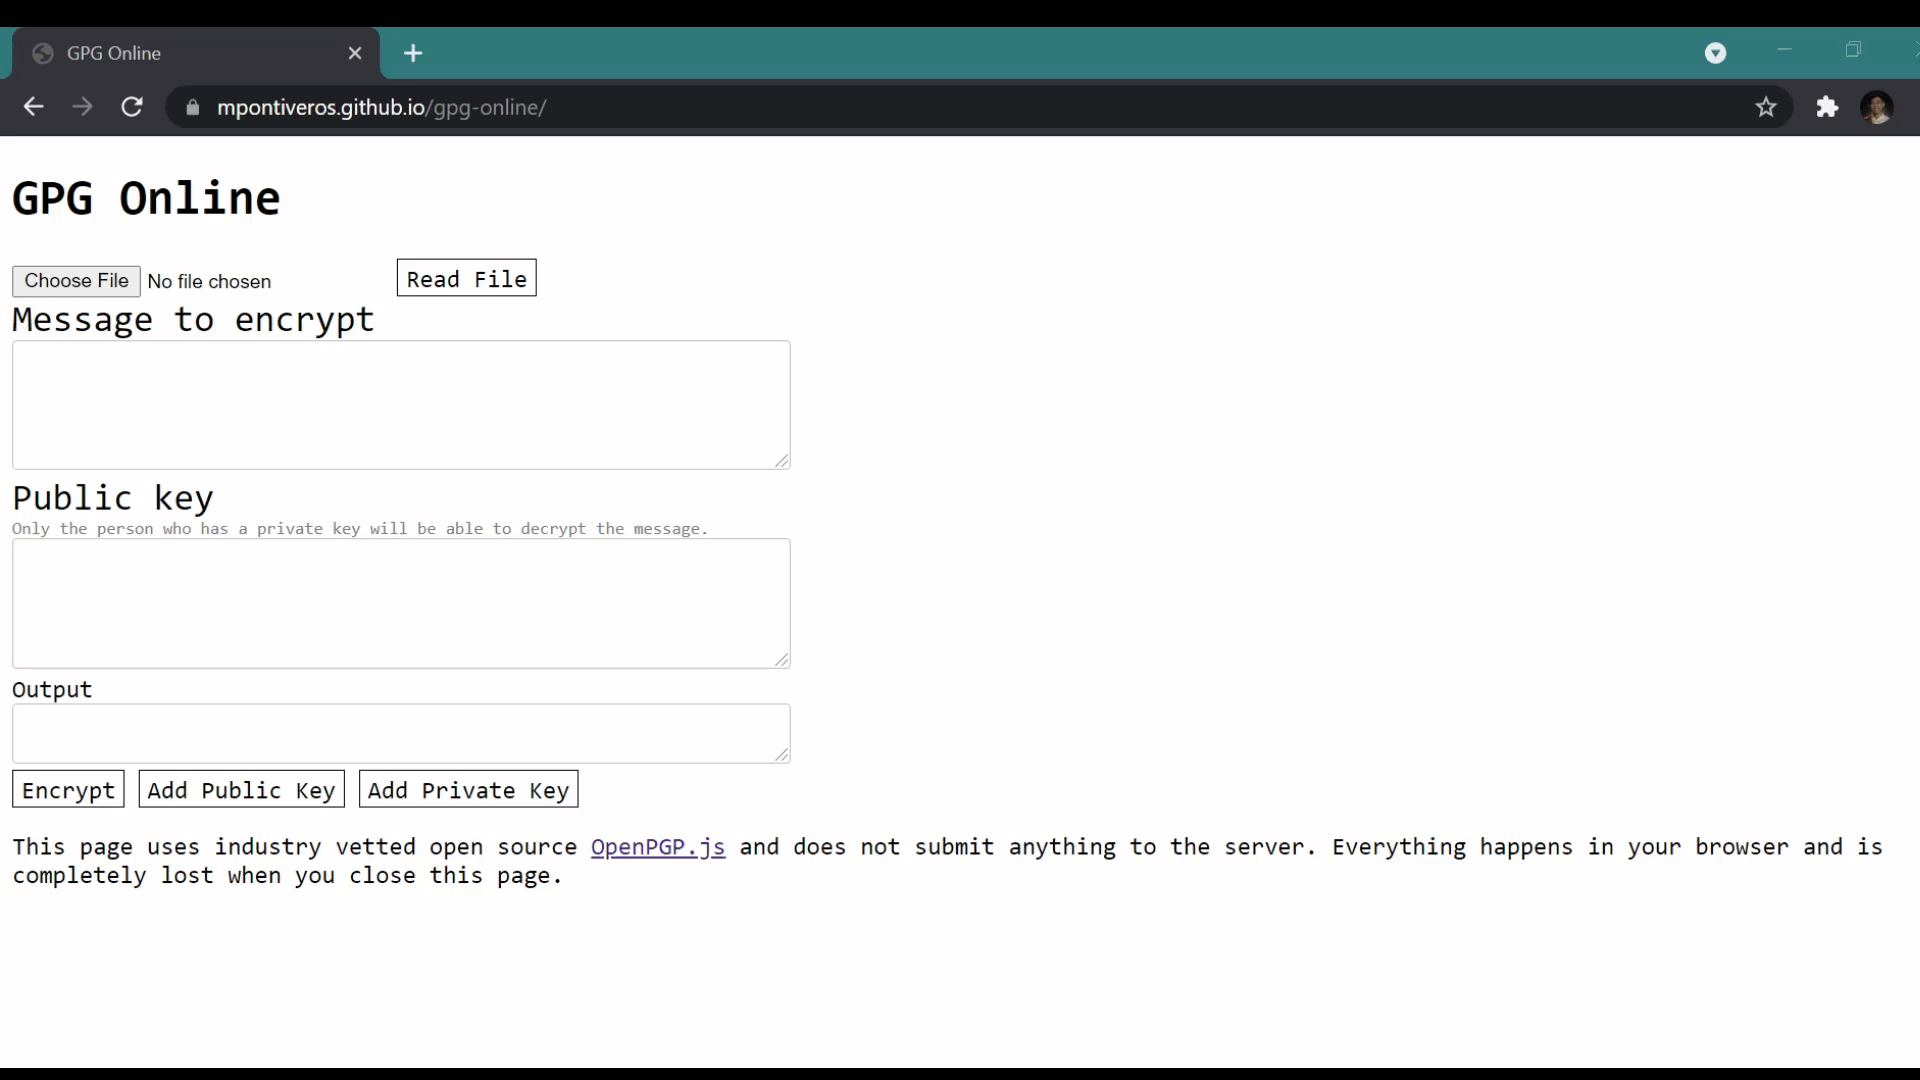 GPG Online
mpontiveros.github.io/gpg-online/
GPG Online
Choose File No file chosen Read File
Message to encrypt
Public key
Only the person who has a private key will be able to decrypt the message.
Output
Encrypt Add Public Key Add Private Key
This page uses industry vetted open source OpenPGP.js and does not submit anything to the server. Everything happens in your browser and is
completely lost when you close this page.